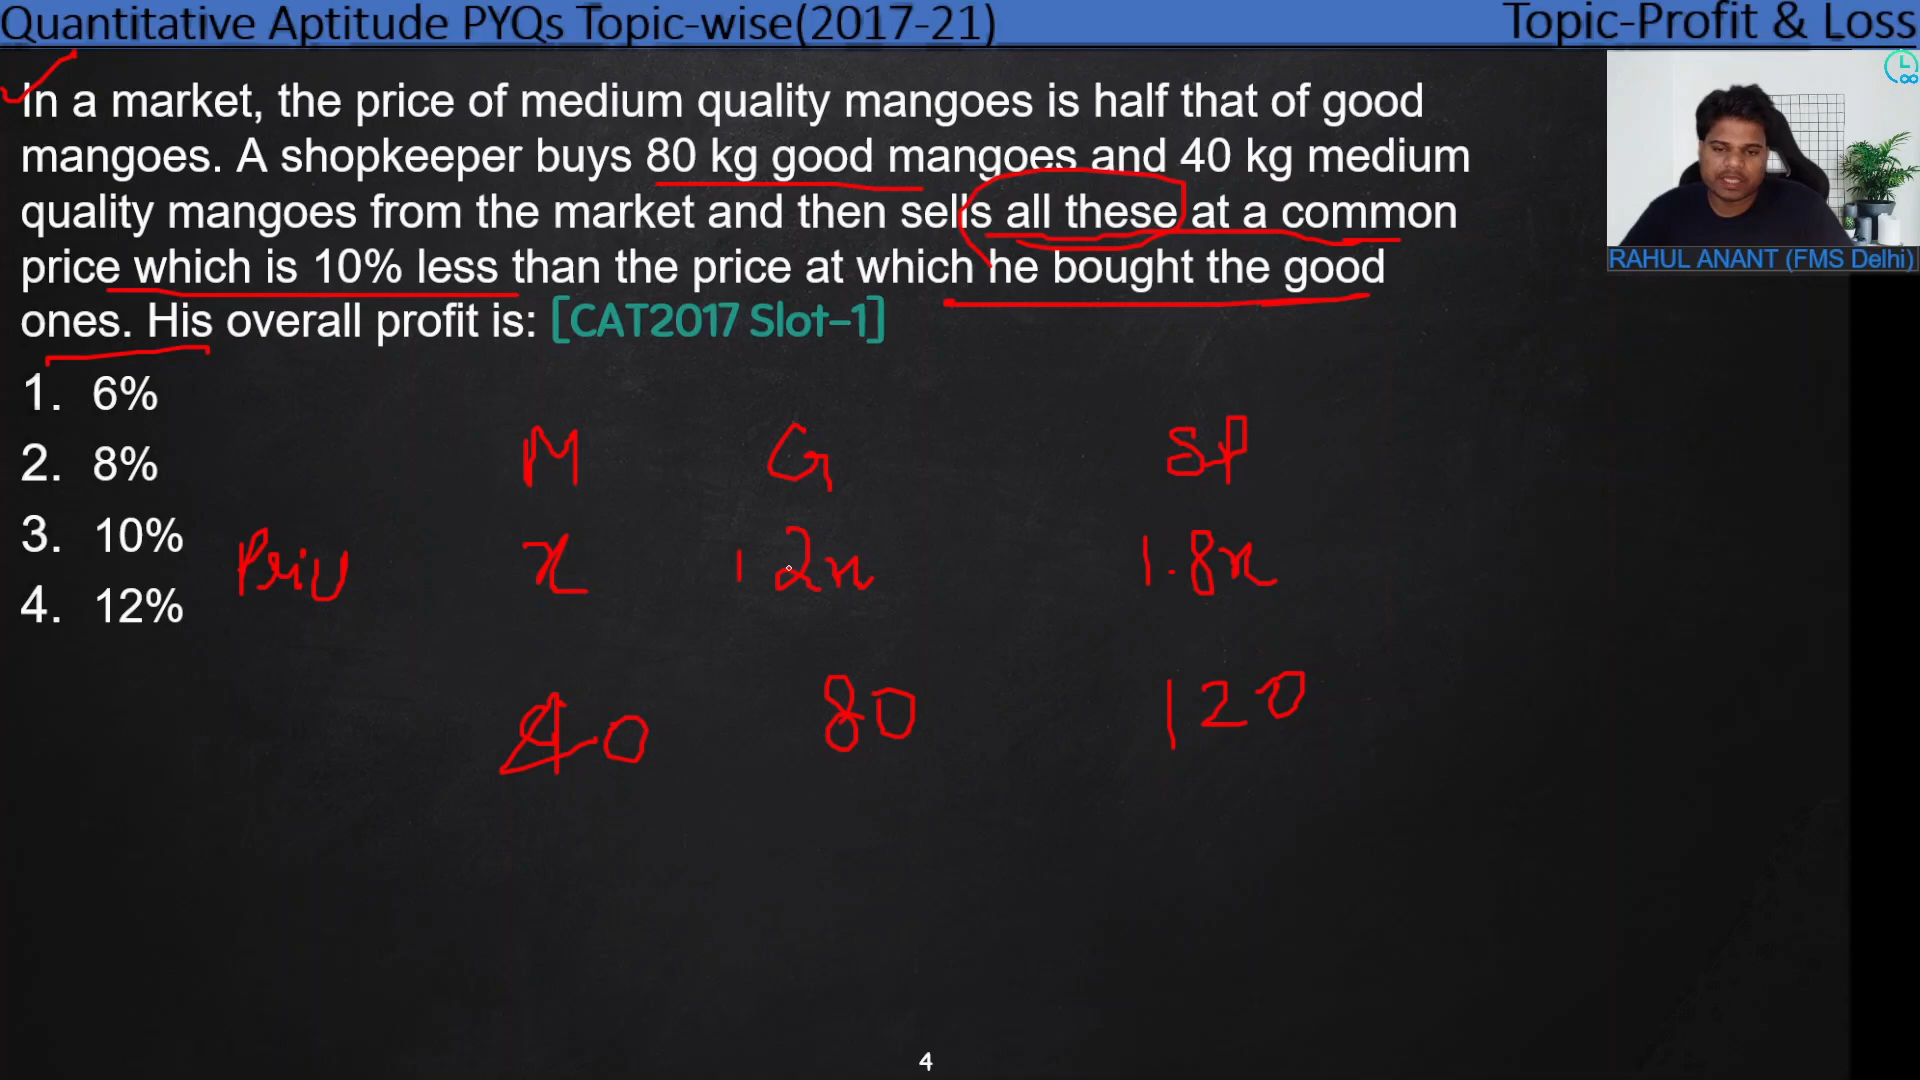 Quantitative Aptitude PYQs Topic-wise(2017-21)
Topic-Profit & Loss
In a market, the price of medium quality mangoes is half that of good
mangoes. A shopkeeper buys 80 kg good mangoes and 40 kg medium
quality mangoes from the market and then sells all these at a common
price which is 10% less than the price at which he bought the good
ones. His overall profit is: [CAT2017 Slot-1]
RAHUL ANANT (FMS Delhi)
1. 6%
2. 8%
3. 10%
4. 12%
M G SP
x 2x 1.8x
40 80 120
4